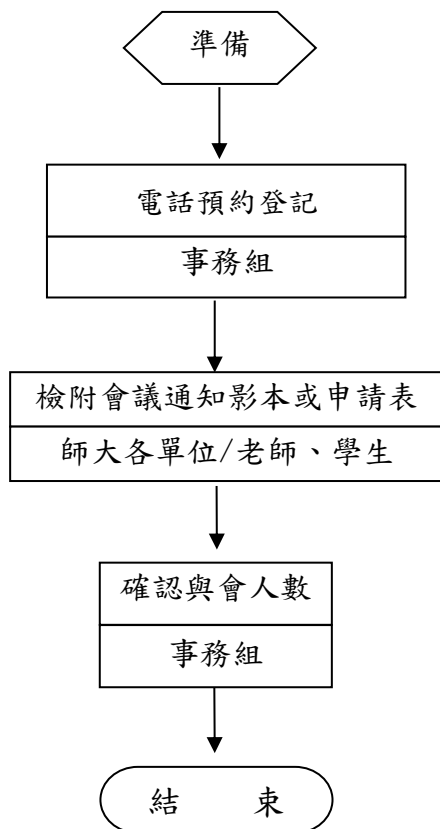 準備
電話預約登記
事務組
檢附會議通知影本或申請表
師大各單位/老師、學生
確認與會人數
事務組
結　　束